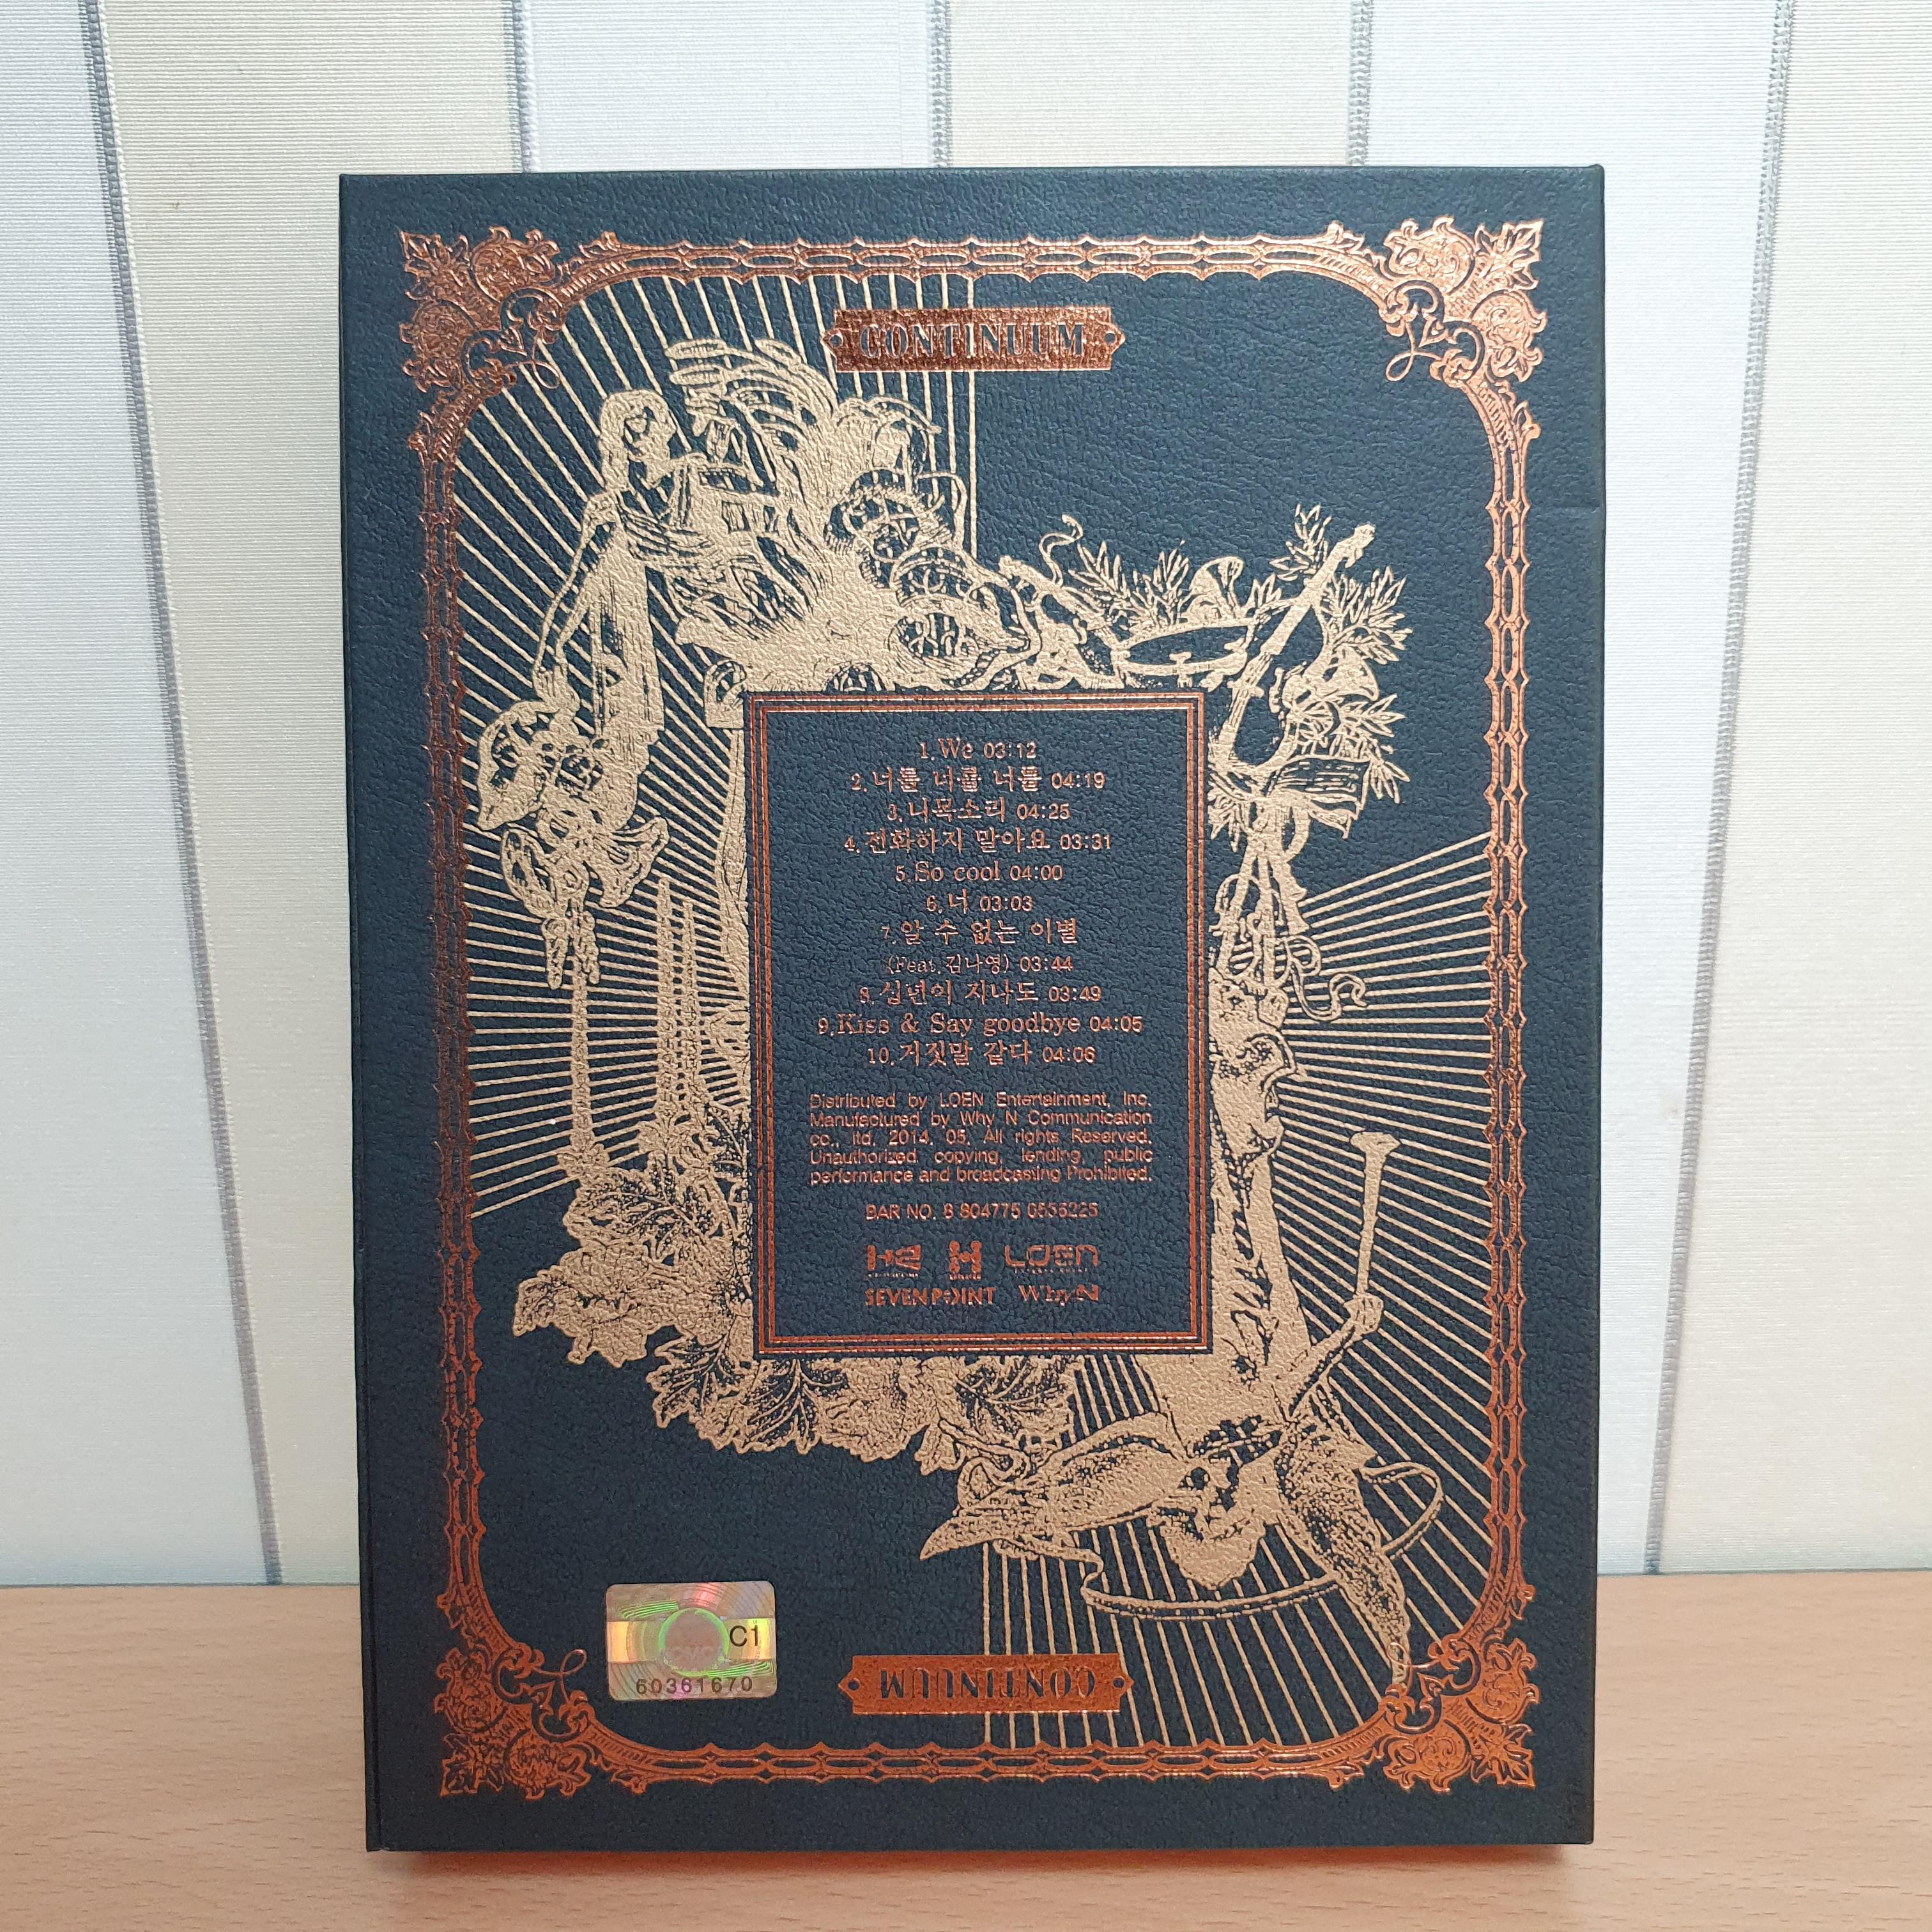 CONTINUUM
1. We 03:12
2. 너를 너를 너를 04:19
3. 니 목소리 04:25
4. 전화하지 말아요 03:31
5. So cool 04:00
6. 너 03:03
7. 알 수 없는 이별
(Feat. 김나영) 03:44
8. 십년이 지나도 03:49
9. Kiss & Say goodbye 04:05
10. 거짓말 같다 04:06
Distributed by LOEN Entertainment, Inc.
Manufactured by Why N Communication
co., ltd, 2014, 05, All rights Reserved.
Unauthorized copying, lending, public
performance and broadcasting Prohibited.
BAR NO. 8 804775
LOEN
SEVENPOINT WhyN
C1
60361670
CONTINUUM